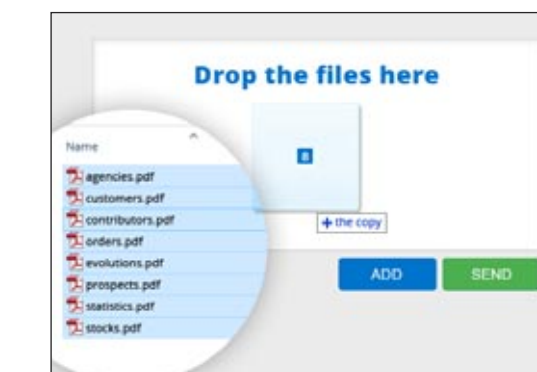 Drop the files here
8
+ the copy
ADD
SEND
Name
agencies.pdf
customers.pdf
contributors.pdf
orders.pdf
evolutions.pdf
prospects.pdf
statistics.pdf
stocks.pdf